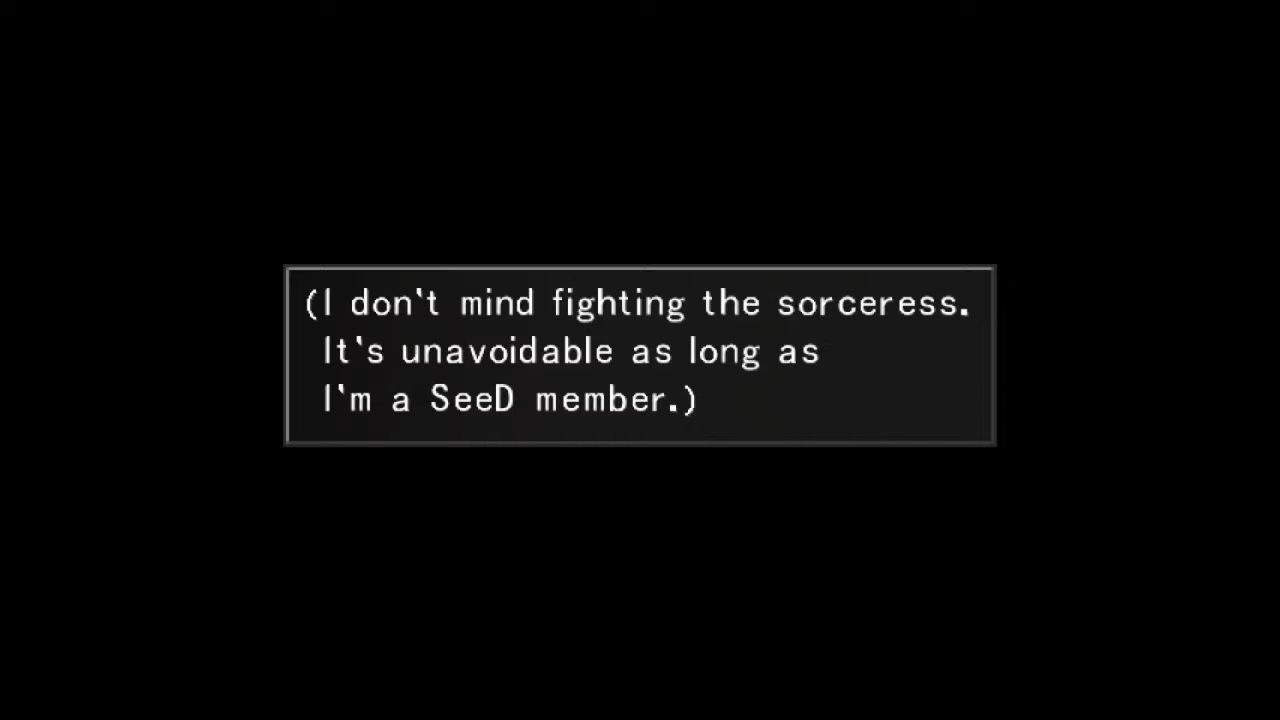 (I don't mind fighting the sorceress.
It's unavoidable as long as
I'm a SeeD member.)